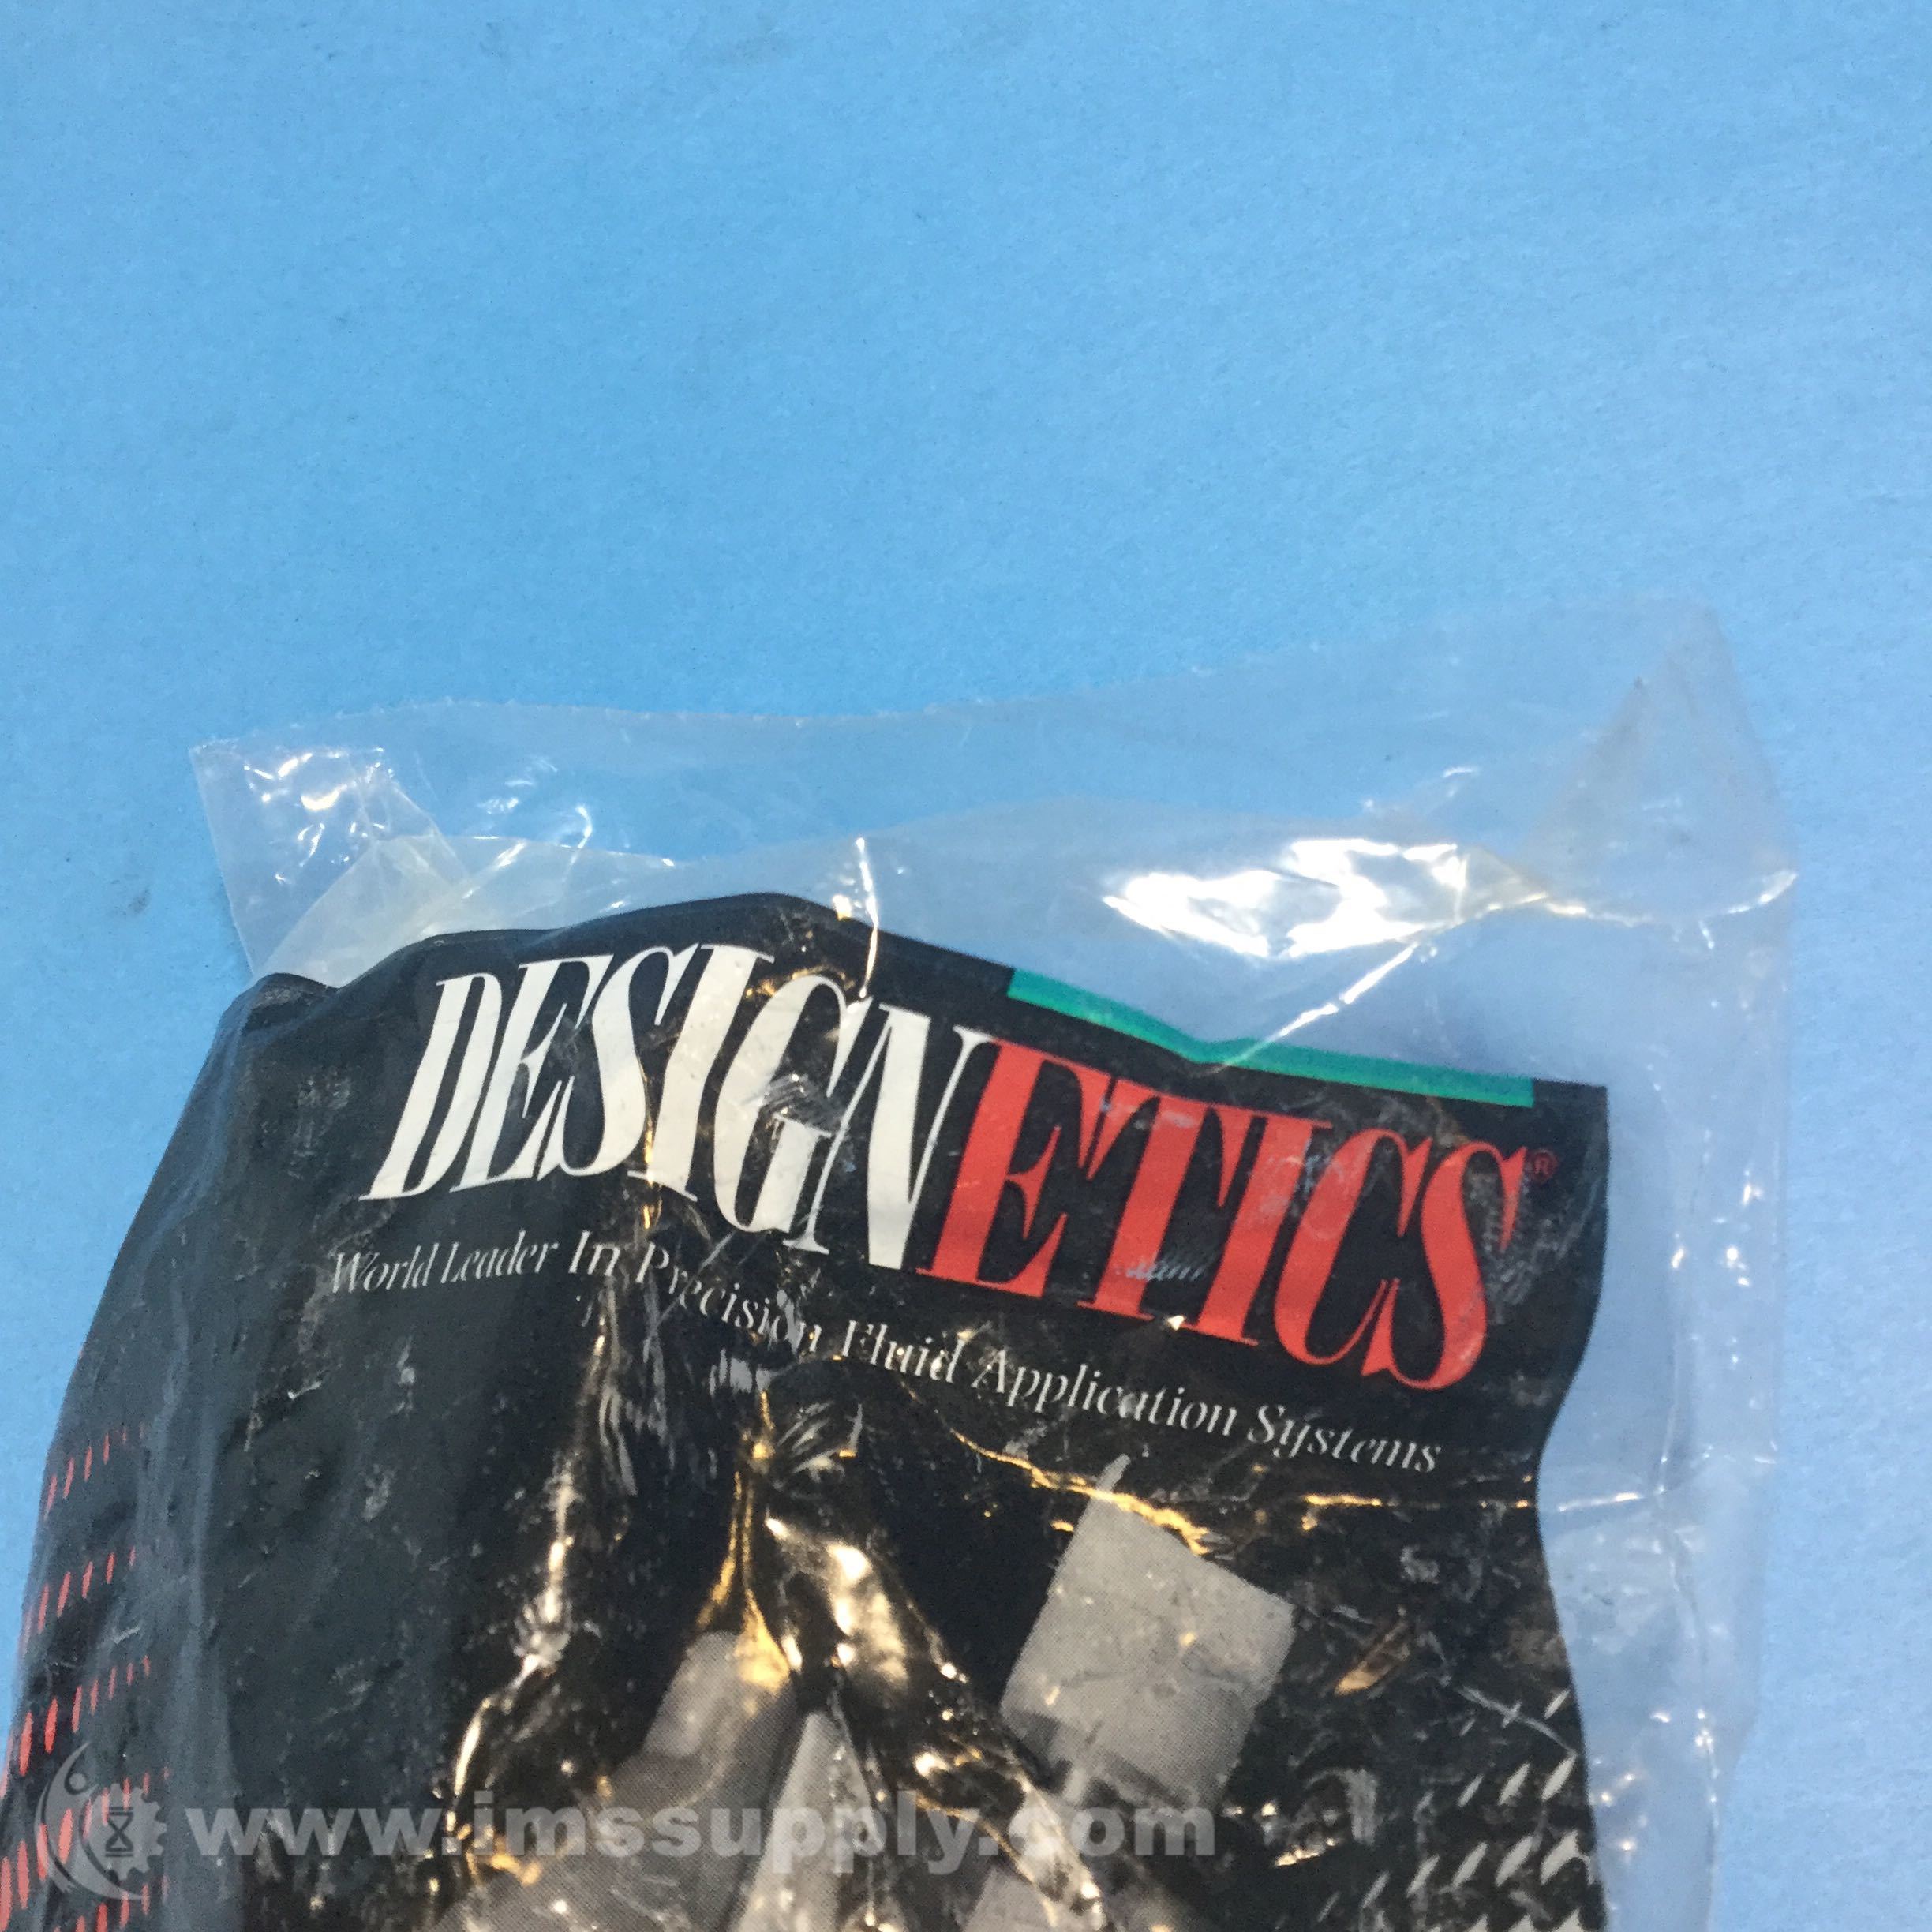 DESIGNETICS®
World Leader In Precision Fluid Application Systems
www.imssupply.com